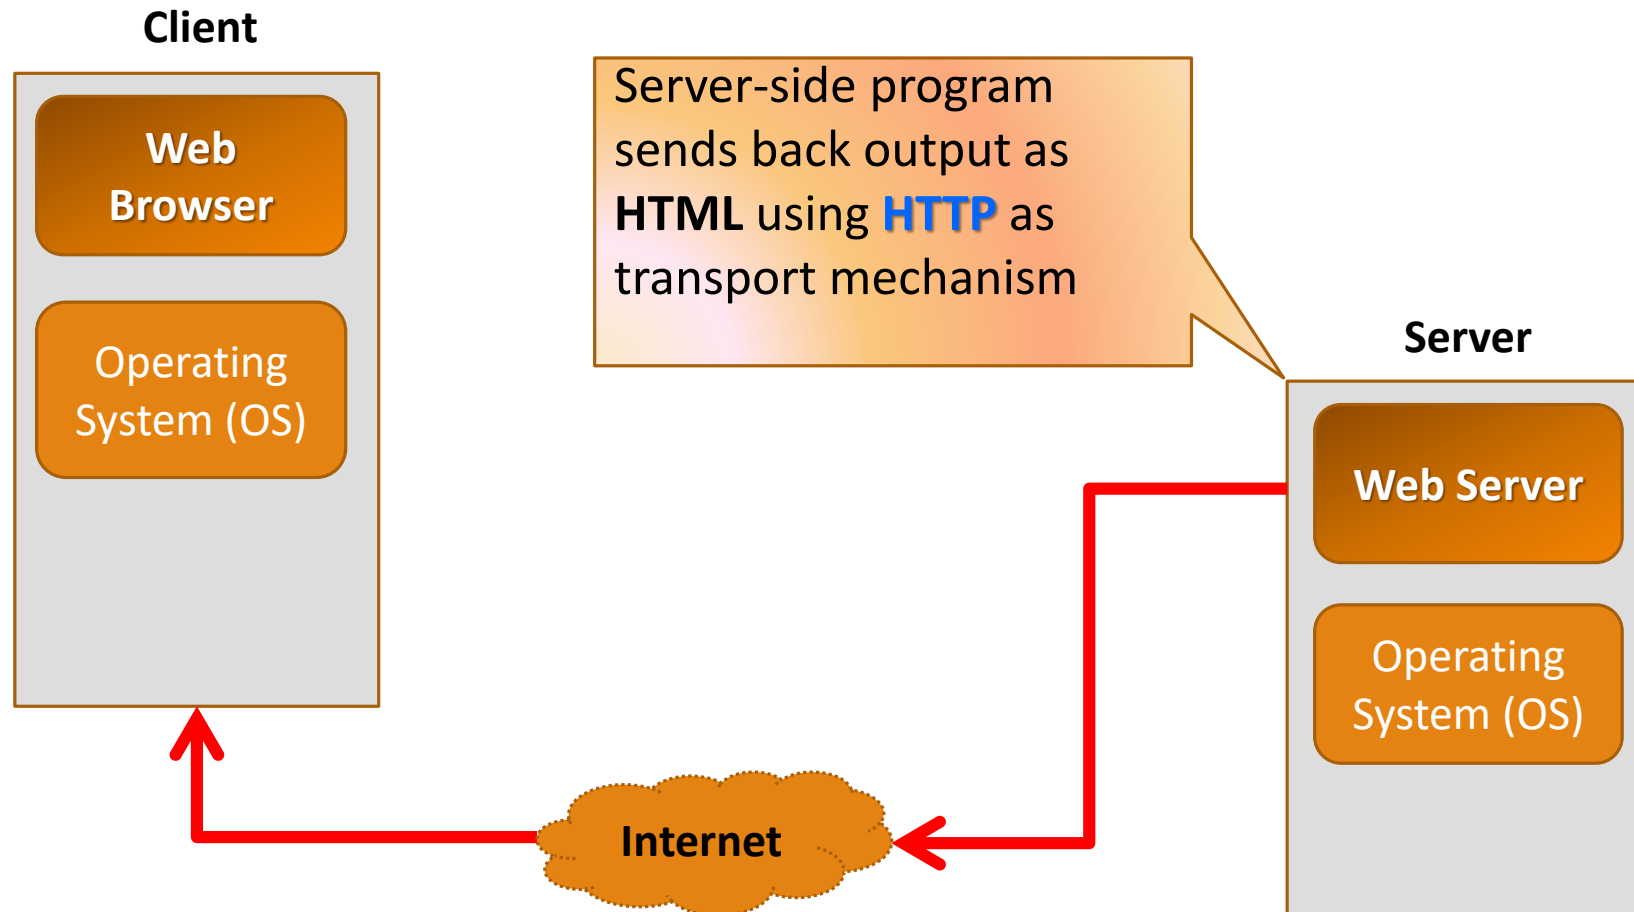 Client
Web
Browser
Operating
System (OS)
Server-side program
sends back output as
HTML using HTTP as
transport mechanism
Server
Web Server
Operating
System (OS)
Internet